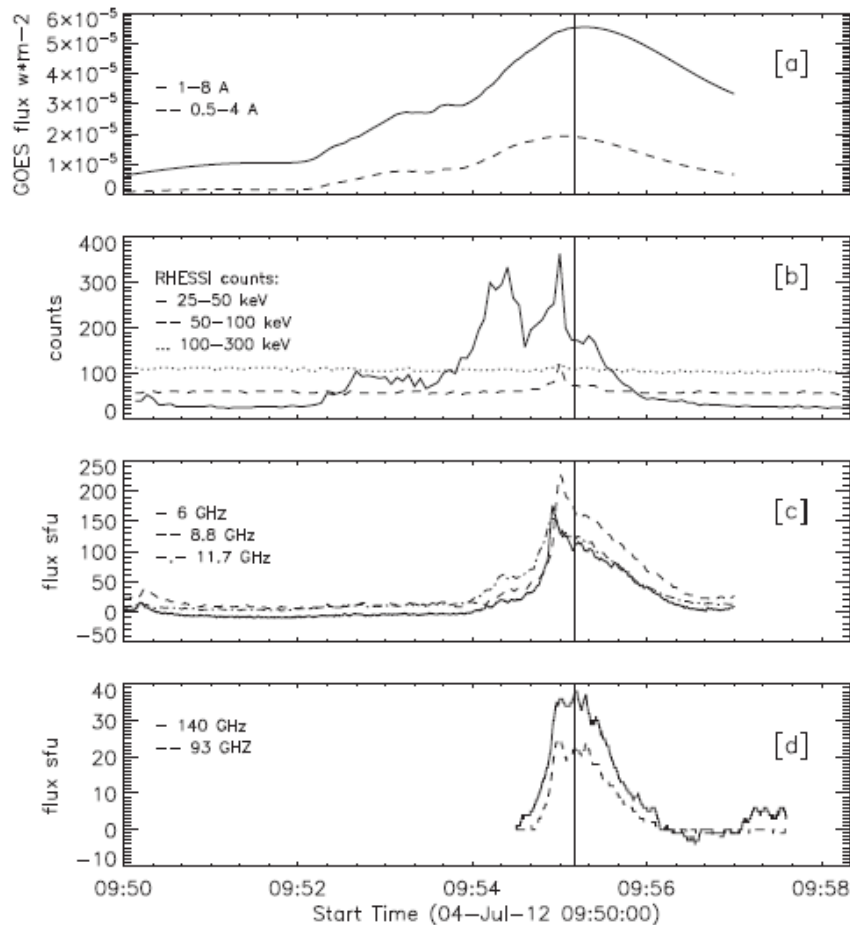 GOES flux w*m-2
6×10-5
5×10-5
4×10-5
3×10-5
2×10-5
1×10-5
0
– 1–8 A
-- 0.5–4 A
[a]
counts
400
300
200
100
0
RHESSI counts:
– 25–50 keV
-- 50–100 keV
... 100–300 keV
[b]
flux sfu
250
200
150
100
50
0
-50
– 6 GHz
-- 8.8 GHz
-.- 11.7 GHz
[c]
flux sfu
40
30
20
10
0
-10
– 140 GHz
-- 93 GHZ
[d]
09:50 09:52 09:54 09:56 09:58
Start Time (04-Jul-12 09:50:00)